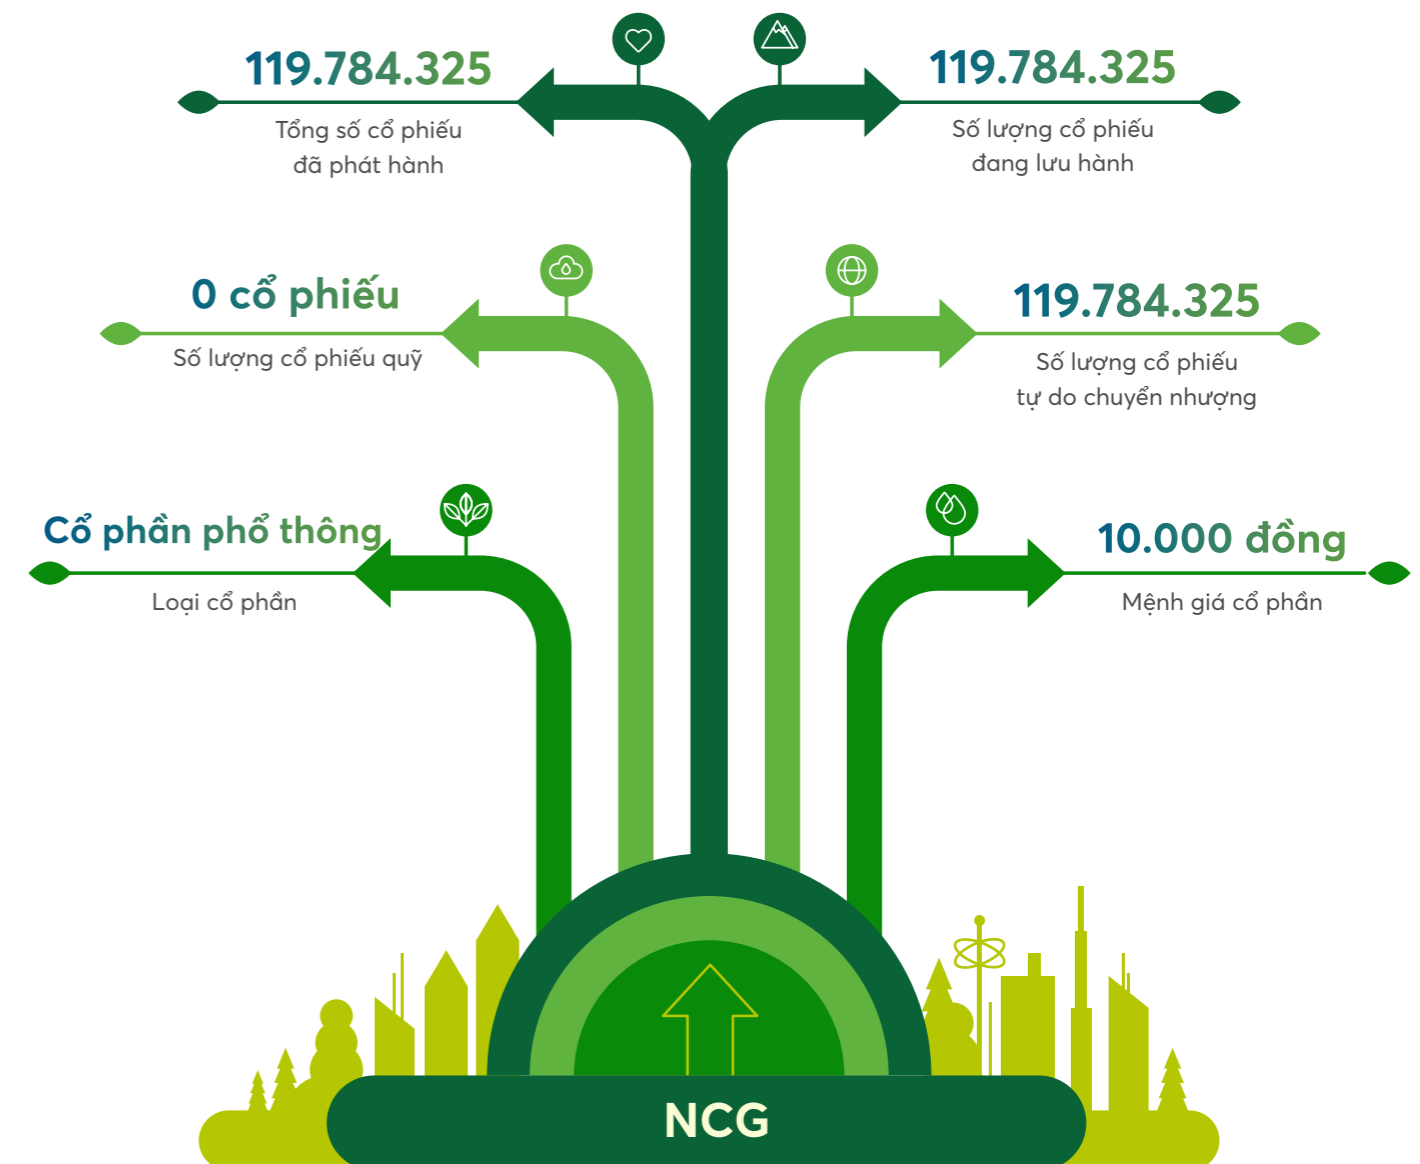 119.784.325
Tổng số cổ phiếu
đã phát hành
119.784.325
Số lượng cổ phiếu
đang lưu hành
0 cổ phiếu
Số lượng cổ phiếu quỹ
119.784.325
Số lượng cổ phiếu
tự do chuyển nhượng
Cổ phần phổ thông
Loại cổ phần
10.000 đồng
Mệnh giá cổ phần
NCG